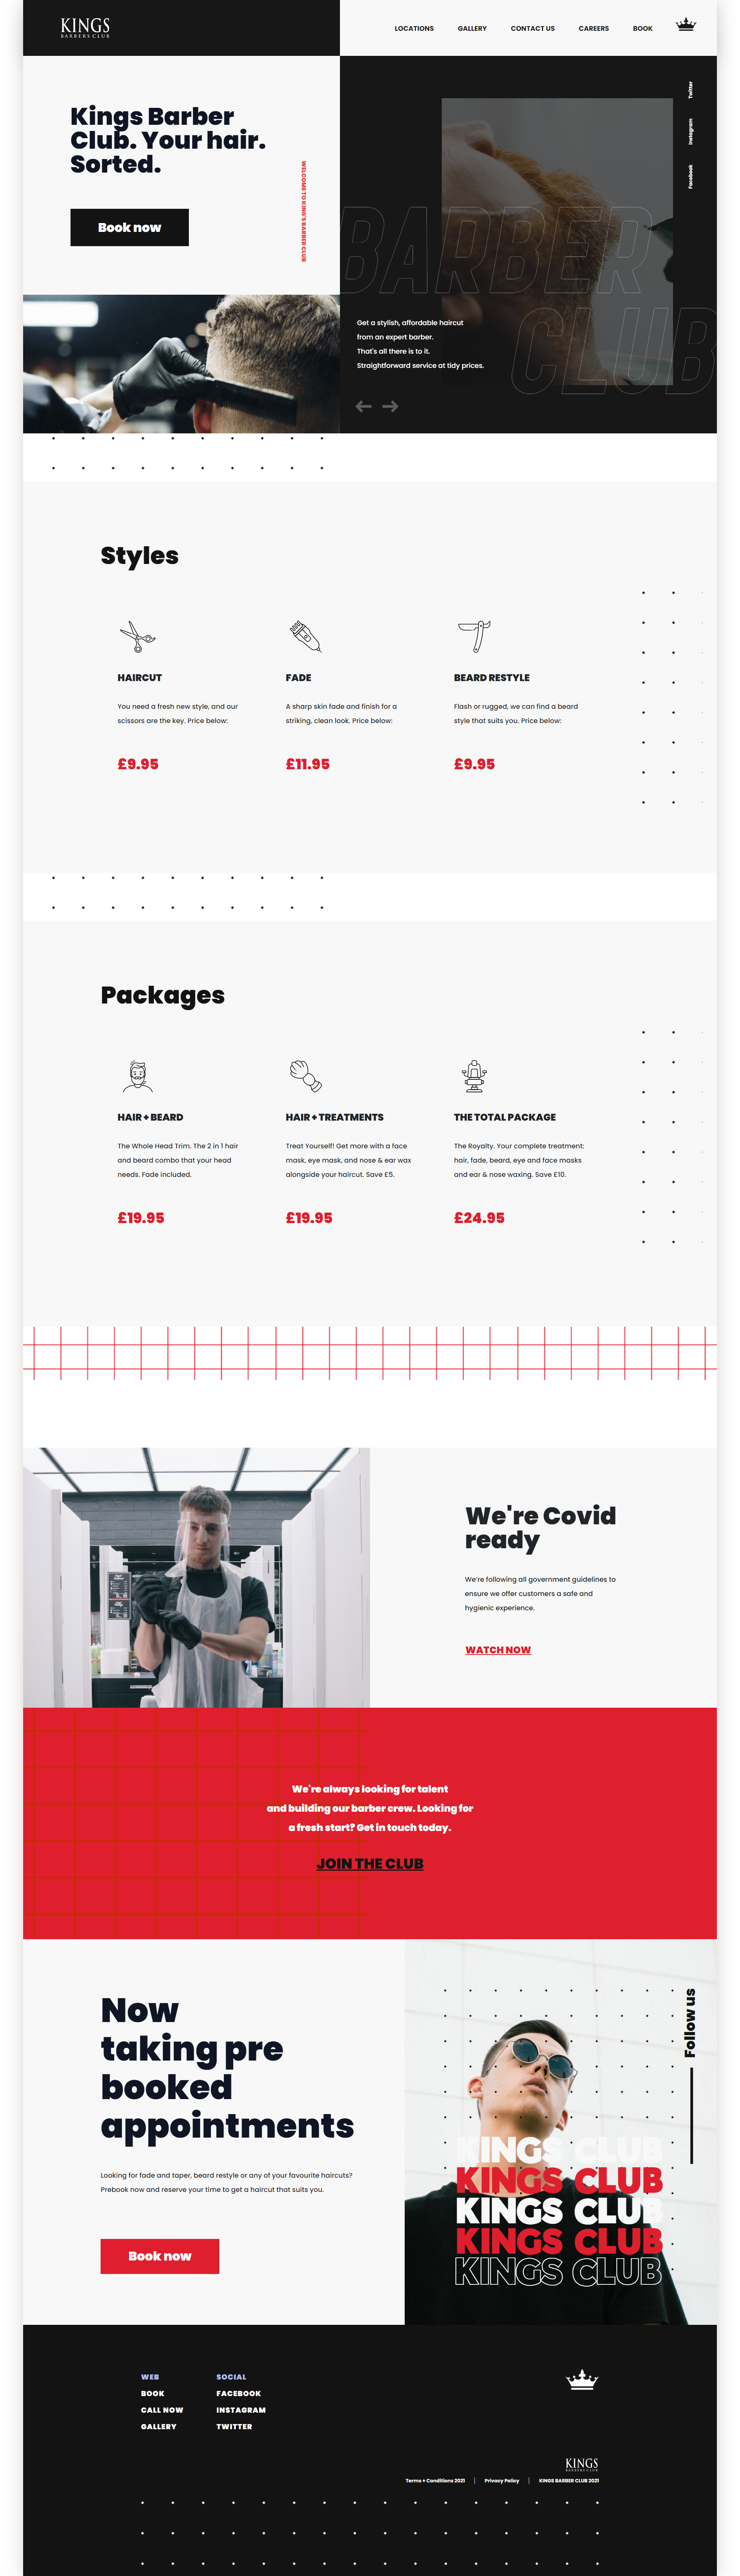 KINGS
BARBERS CLUB
LOCATIONS
GALLERY
CONTACT US
CAREERS
BOOK
Kings Barber
Club. Your hair.
Sorted.
Book now
WELCOME TO KING'S BARBER CLUB
Twitter
Instagram
Facebook
BARBER
CLUB
Get a stylish, affordable haircut
from an expert barber.
That's all there is to it.
Straightforward service at tidy prices.
Styles
HAIRCUT
You need a fresh new style, and our
scissors are the key. Price below:
£9.95
FADE
A sharp skin fade and finish for a
striking, clean look. Price below:
£11.95
BEARD RESTYLE
Flash or rugged, we can find a beard
style that suits you. Price below:
£9.95
Packages
HAIR + BEARD
The Whole Head Trim. The 2 in 1 hair
and beard combo that your head
needs. Fade included.
£19.95
HAIR + TREATMENTS
Treat Yourself! Get more with a face
mask, eye mask, and nose & ear wax
alongside your haircut. Save £5.
£19.95
THE TOTAL PACKAGE
The Royalty. Your complete treatment:
hair, fade, beard, eye and face masks
and ear & nose waxing. Save £10.
£24.95
We're Covid
ready
We're following all government guidelines to
ensure we offer customers a safe and
hygienic experience.
WATCH NOW
We're always looking for talent
and building our barber crew. Looking for
a fresh start? Get in touch today.
JOIN THE CLUB
Now
taking pre
booked
appointments
Looking for fade and taper, beard restyle or any of your favourite haircuts?
Prebook now and reserve your time to get a haircut that suits you.
Book now
Follow us
KINGS CLUB
KINGS CLUB
KINGS CLUB
KINGS CLUB
KINGS CLUB
WEB
BOOK
CALL NOW
GALLERY
SOCIAL
FACEBOOK
INSTAGRAM
TWITTER
KINGS
BARBERS CLUB
Terms + Conditions 2021
Privacy Policy
KINGS BARBER CLUB 2021